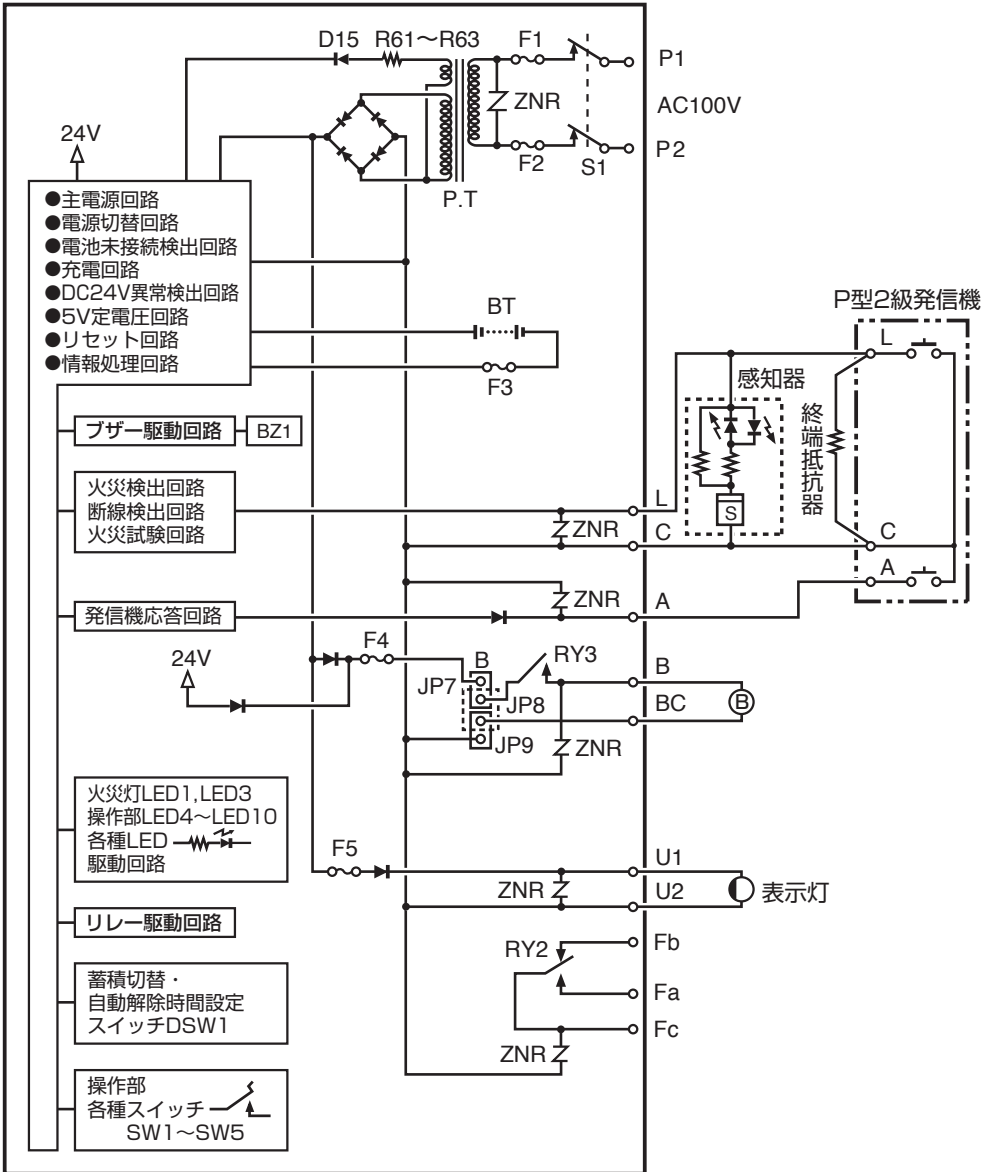 D15 R61〜R63
F1
P1
ZNR
AC100V
P2
F2
S1
P.T
24V
●主電源回路
●電源切替回路
●電池未接続検出回路
●充電回路
●DC24V異常検出回路
●5V定電圧回路
●リセット回路
●情報処理回路
BT
F3
P型2級発信機
L
感知器
終端抵抗器
S
C
A
ブザー駆動回路
BZ1
火災検出回路
断線検出回路
火災試験回路
L
ZNR
C
発信機応答回路
ZNR
A
24V
F4
B
RY3
B
JP7
JP8
BC
B
JP9
ZNR
火災灯LED1,LED3
操作部LED4〜LED10
各種LED
駆動回路
F5
U1
ZNR
U2
表示灯
リレー駆動回路
RY2
Fb
Fa
Fc
ZNR
蓄積切替・
自動解除時間設定
スイッチDSW1
操作部
各種スイッチ
SW1〜SW5